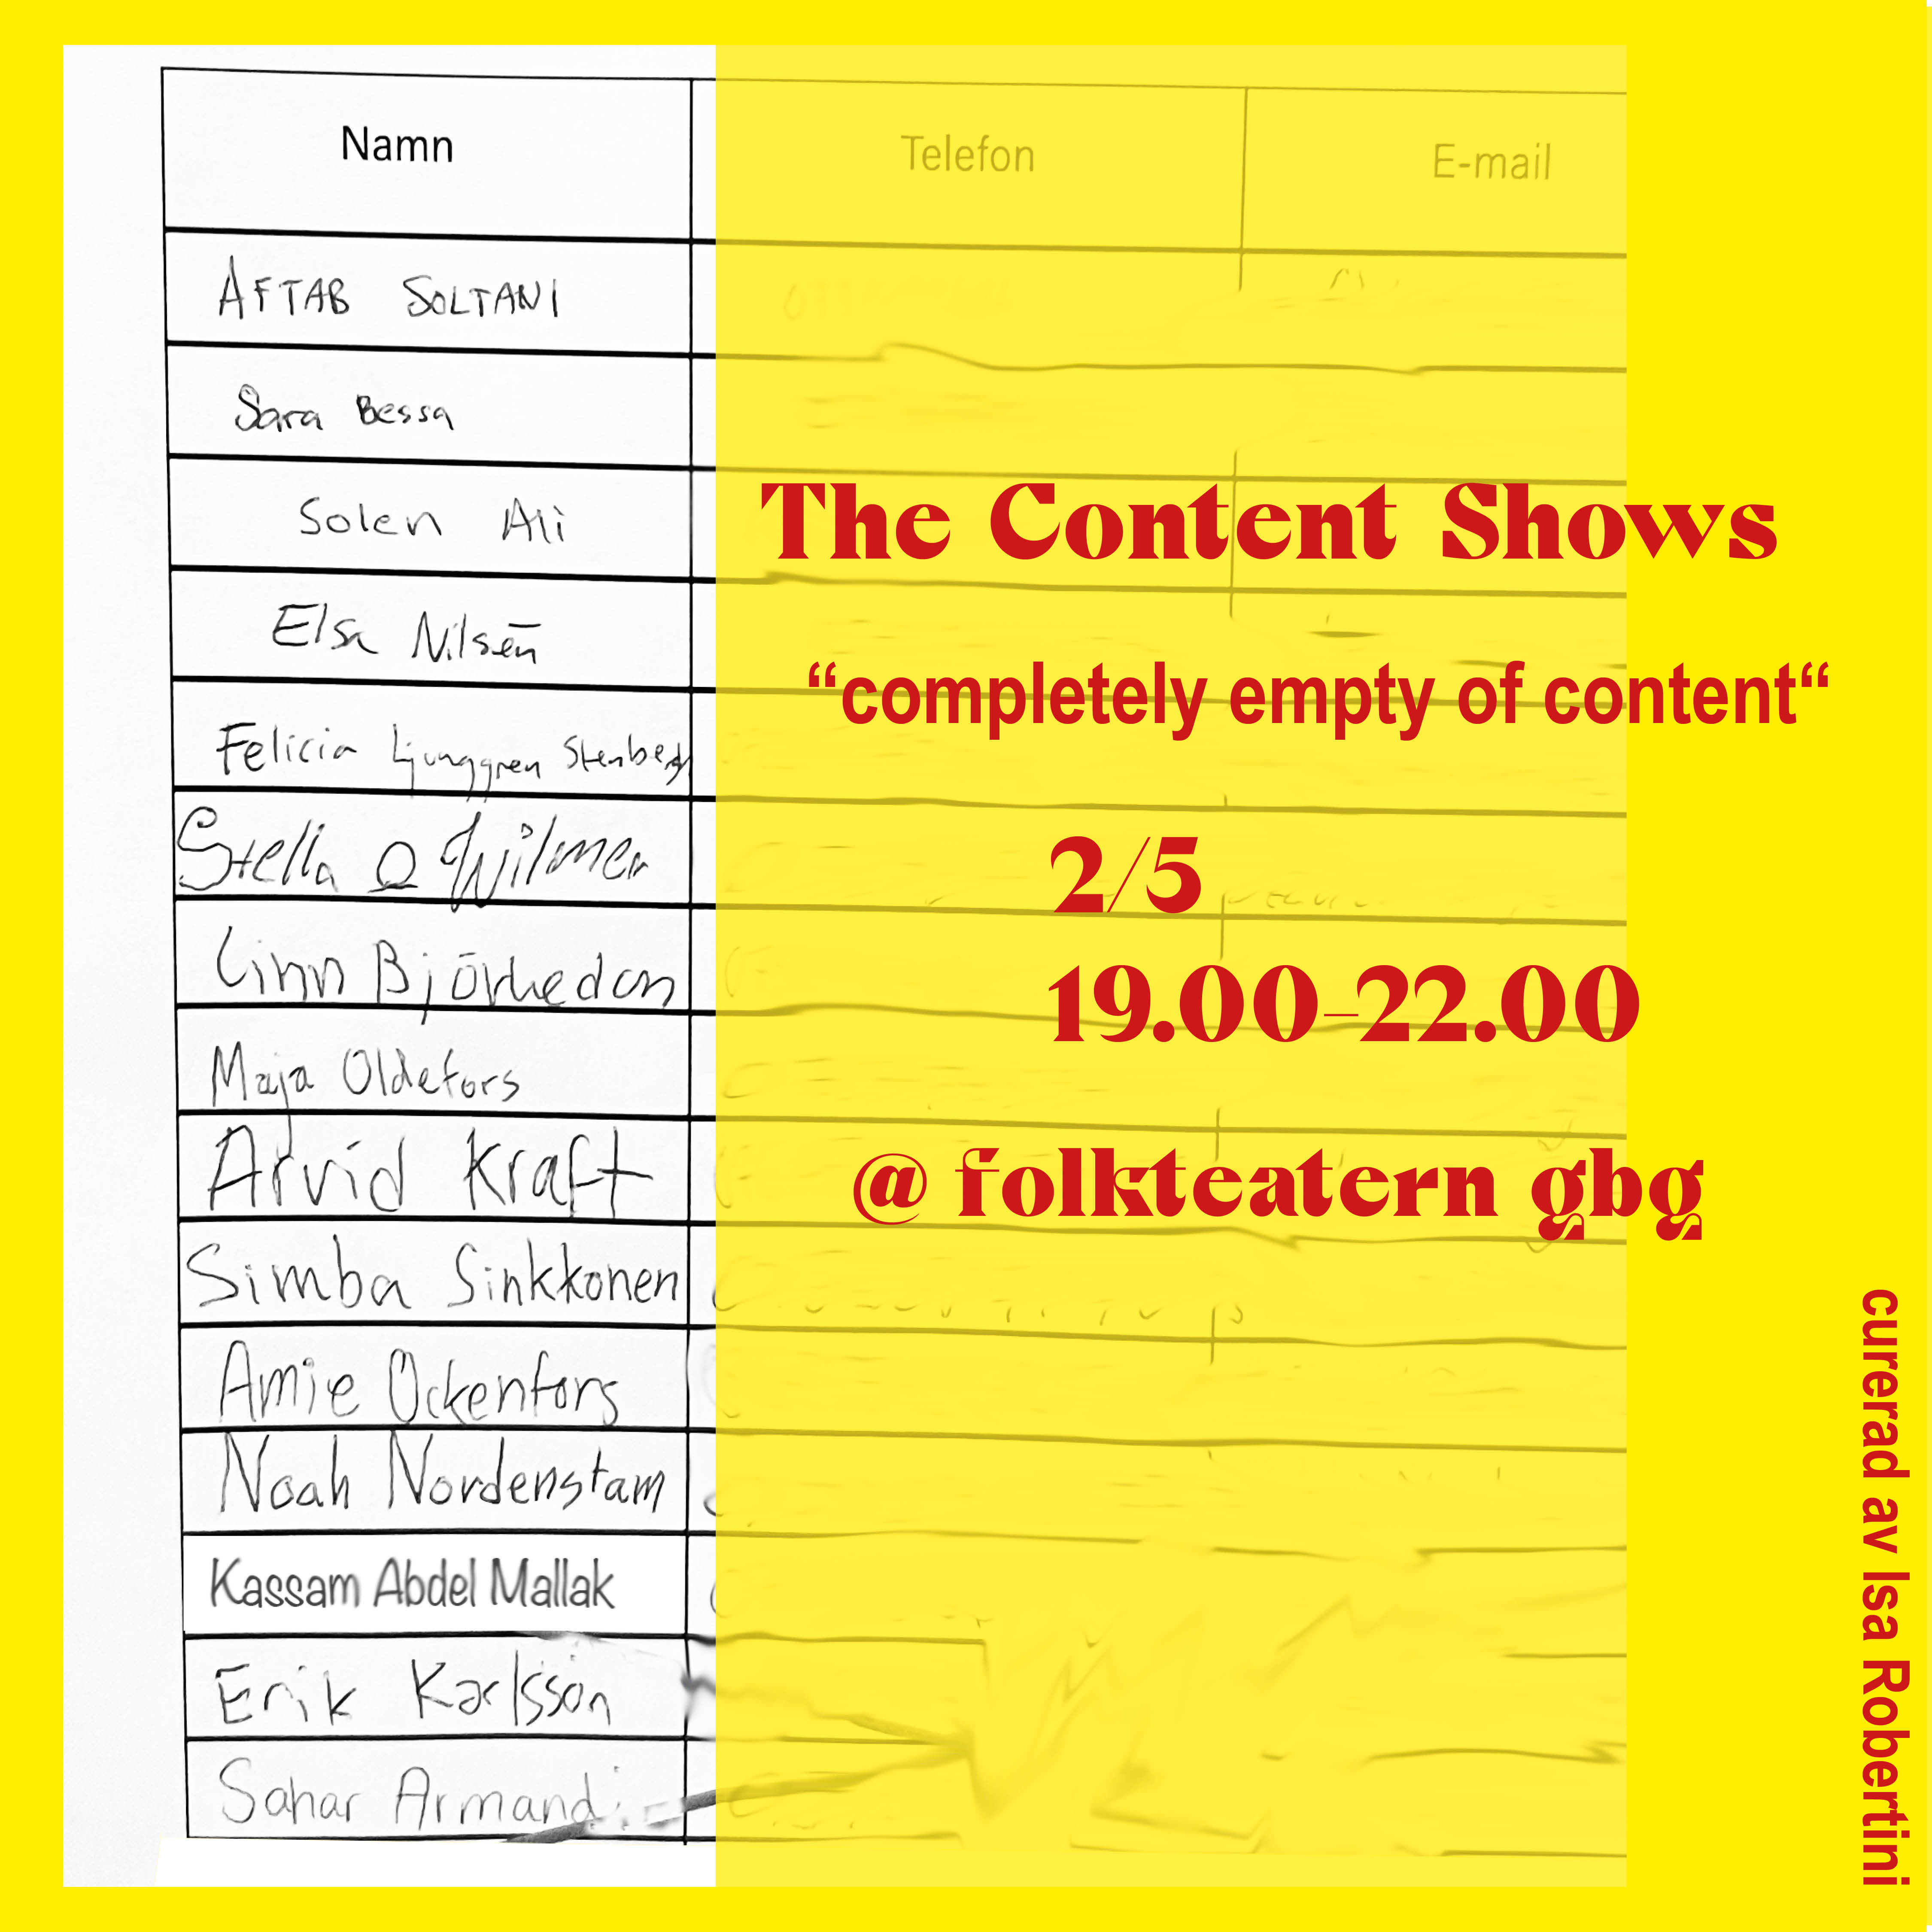 Namn
Telefon
E-mail
AFTAB SOLTANI
Sara Bessa
Solen Ali
Elsa Nilsēn
Felicia Ljunggren Stenberg
Stella O Wilmer
Linn Björhedēn
Maja Oldefors
Arvid Kraft
Simba Sinkkonen
Amie Ockenfors
Noah Nordenstam
Kassam Abdel Mallak
Erik Karlsson
Sahar Armandi
The Content Shows
“completely empty of content“
2/5
19.00–22.00
@ folkteatern gbg
curerad av Isa Robertini